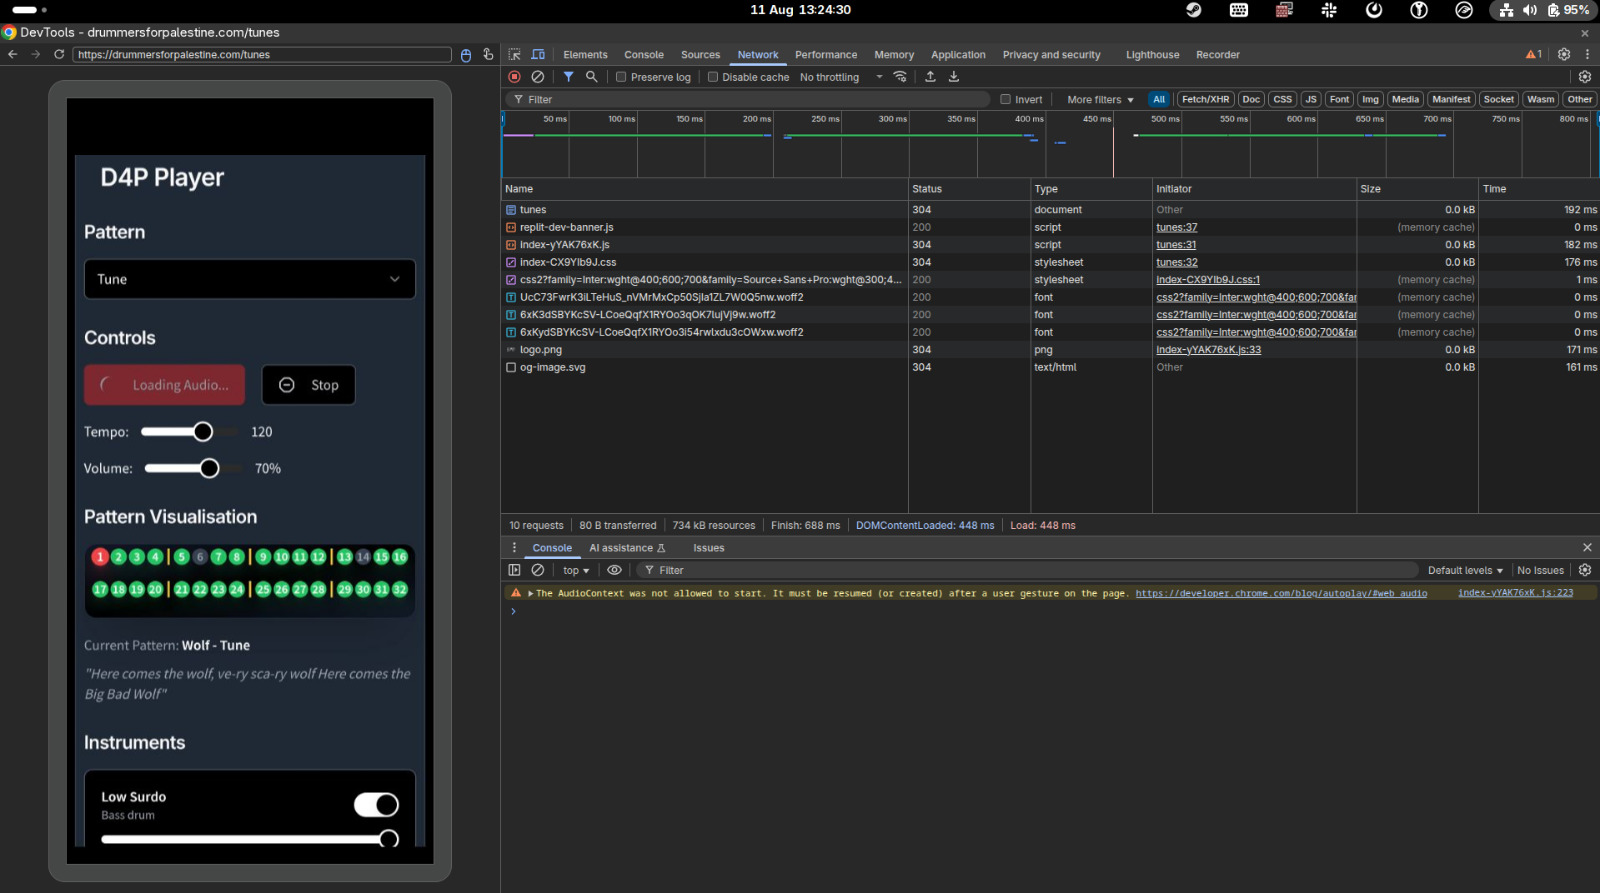 11 Aug 13:24:30
95%
DevTools - drummersforpalestine.com/tunes
https://drummersforpalestine.com/tunes
Elements Console Sources Network Performance Memory Application Privacy and security Lighthouse Recorder 1
Preserve log Disable cache No throttling
Filter Invert More filters All Fetch/XHR Doc CSS JS Font Img Media Manifest Socket Wasm Other
50 ms 100 ms 150 ms 200 ms 250 ms 300 ms 350 ms 400 ms 450 ms 500 ms 550 ms 600 ms 650 ms 700 ms 750 ms 800 ms
Name Status Type Initiator Size Time
tunes 304 document Other 0.0 kB 192 ms
replit-dev-banner.js 200 script tunes:37 (memory cache) 0 ms
index-yYAK76xK.js 304 script tunes:31 0.0 kB 182 ms
index-CX9YIb9J.css 304 stylesheet tunes:32 0.0 kB 176 ms
css2?family=Inter:wght@400;600;700&family=Source+Sans+Pro:wght@300;4... 200 stylesheet index-CX9YIb9J.css:1 (memory cache) 1 ms
UcC73FwrK3iLTeHuS_nVMrMxCp50SjIa1ZL7W0Q5nw.woff2 200 font css2?family=Inter:wght@400;600;700&far (memory cache) 0 ms
6xK3dSBYKcSV-LCoeQqfX1RYOo3qOK7lujVj9w.woff2 200 font css2?family=Inter:wght@400;600;700&far (memory cache) 0 ms
6xKydSBYKcSV-LCoeQqfX1RYOo3i54rwlxdu3cOWxw.woff2 200 font css2?family=Inter:wght@400;600;700&far (memory cache) 0 ms
logo.png 304 png index-yYAK76xK.js:33 0.0 kB 171 ms
og-image.svg 304 text/html Other 0.0 kB 161 ms
10 requests 80 B transferred 734 kB resources Finish: 688 ms DOMContentLoaded: 448 ms Load: 448 ms
Console AI assistance Issues
top Filter Default levels No Issues
The AudioContext was not allowed to start. It must be resumed (or created) after a user gesture on the page. https://developer.chrome.com/blog/autoplay/#web_audio index-yYAK76xK.js:223
D4P Player
Pattern
Tune
Controls
Loading Audio... Stop
Tempo: 120
Volume: 70%
Pattern Visualisation
1 2 3 4 5 6 7 8 9 10 11 12 13 14 15 16
17 18 19 20 21 22 23 24 25 26 27 28 29 30 31 32
Current Pattern: Wolf - Tune
"Here comes the wolf, ve-ry sca-ry wolf Here comes the
Big Bad Wolf"
Instruments
Low Surdo
Bass drum